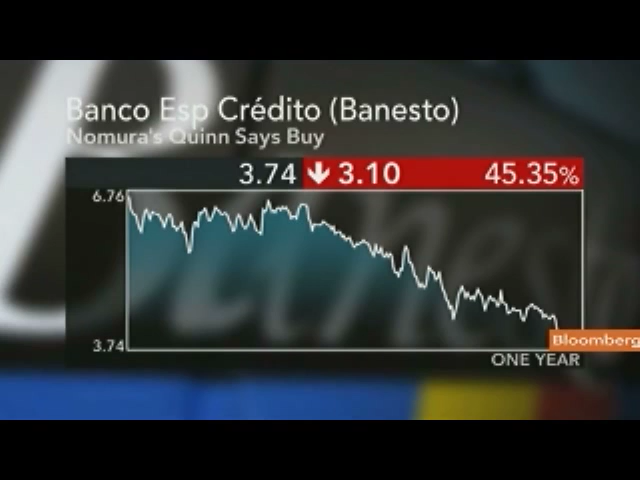 Banco Esp Crédito (Banesto)
Nomura's Quinn Says Buy
3.74 3.10 45.35%
6.76
3.74
Bloomberg
ONE YEAR